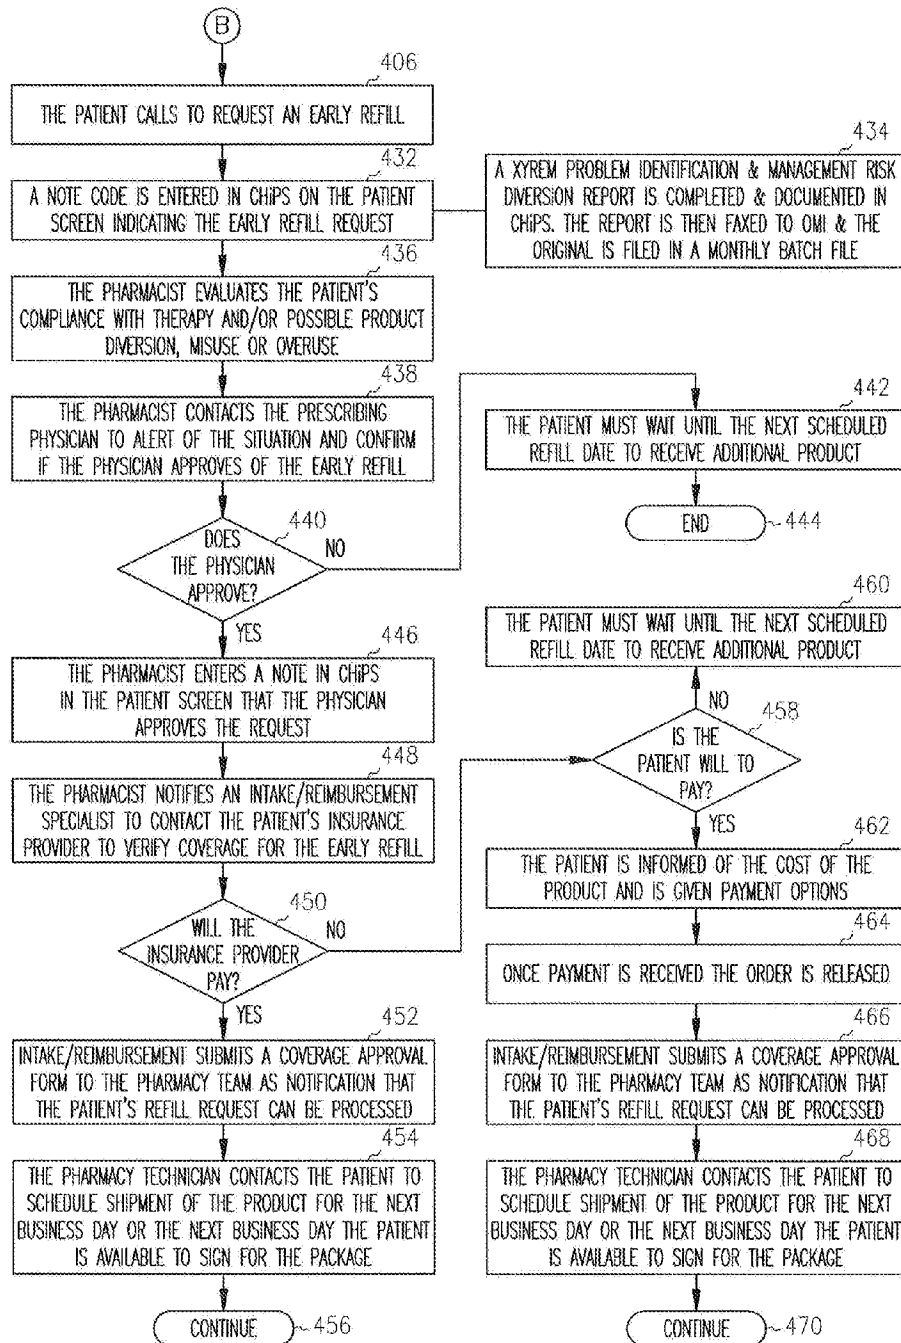 B
406
THE PATIENT CALLS TO REQUEST AN EARLY REFILL
432
A NOTE CODE IS ENTERED IN CHiPS ON THE PATIENT
SCREEN INDICATING THE EARLY REFILL REQUEST
434
A XYREM PROBLEM IDENTIFICATION & MANAGEMENT RISK
DIVERSION REPORT IS COMPLETED & DOCUMENTED IN
CHiPS. THE REPORT IS THEN FAXED TO OMI & THE
ORIGINAL IS FILED IN A MONTHLY BATCH FILE
436
THE PHARMACIST EVALUATES THE PATIENT'S
COMPLIANCE WITH THERAPY AND/OR POSSIBLE PRODUCT
DIVERSION, MISUSE OR OVERUSE
438
THE PHARMACIST CONTACTS THE PRESCRIBING
PHYSICIAN TO ALERT OF THE SITUATION AND CONFIRM
IF THE PHYSICIAN APPROVES OF THE EARLY REFILL
440
DOES
THE PHYSICIAN
APPROVE?
NO
YES
442
THE PATIENT MUST WAIT UNTIL THE NEXT SCHEDULED
REFILL DATE TO RECEIVE ADDITIONAL PRODUCT
END
444
446
THE PHARMACIST ENTERS A NOTE IN CHiPS
IN THE PATIENT SCREEN THAT THE PHYSICIAN
APPROVES THE REQUEST
448
THE PHARMACIST NOTIFIES AN INTAKE/REIMBURSEMENT
SPECIALIST TO CONTACT THE PATIENT'S INSURANCE
PROVIDER TO VERIFY COVERAGE FOR THE EARLY REFILL
450
WILL THE
INSURANCE PROVIDER
PAY?
NO
YES
452
INTAKE/REIMBURSEMENT SUBMITS A COVERAGE APPROVAL
FORM TO THE PHARMACY TEAM AS NOTIFICATION THAT
THE PATIENT'S REFILL REQUEST CAN BE PROCESSED
454
THE PHARMACY TECHNICIAN CONTACTS THE PATIENT TO
SCHEDULE SHIPMENT OF THE PRODUCT FOR THE NEXT
BUSINESS DAY OR THE NEXT BUSINESS DAY THE PATIENT
IS AVAILABLE TO SIGN FOR THE PACKAGE
CONTINUE
456
460
THE PATIENT MUST WAIT UNTIL THE NEXT SCHEDULED
REFILL DATE TO RECEIVE ADDITIONAL PRODUCT
NO
458
IS THE
PATIENT WILL TO
PAY?
YES
462
THE PATIENT IS INFORMED OF THE COST OF THE
PRODUCT AND IS GIVEN PAYMENT OPTIONS
464
ONCE PAYMENT IS RECEIVED THE ORDER IS RELEASED
466
INTAKE/REIMBURSEMENT SUBMITS A COVERAGE APPROVAL
FORM TO THE PHARMACY TEAM AS NOTIFICATION THAT
THE PATIENT'S REFILL REQUEST CAN BE PROCESSED
468
THE PHARMACY TECHNICIAN CONTACTS THE PATIENT TO
SCHEDULE SHIPMENT OF THE PRODUCT FOR THE NEXT
BUSINESS DAY OR THE NEXT BUSINESS DAY THE PATIENT
IS AVAILABLE TO SIGN FOR THE PACKAGE
CONTINUE
470